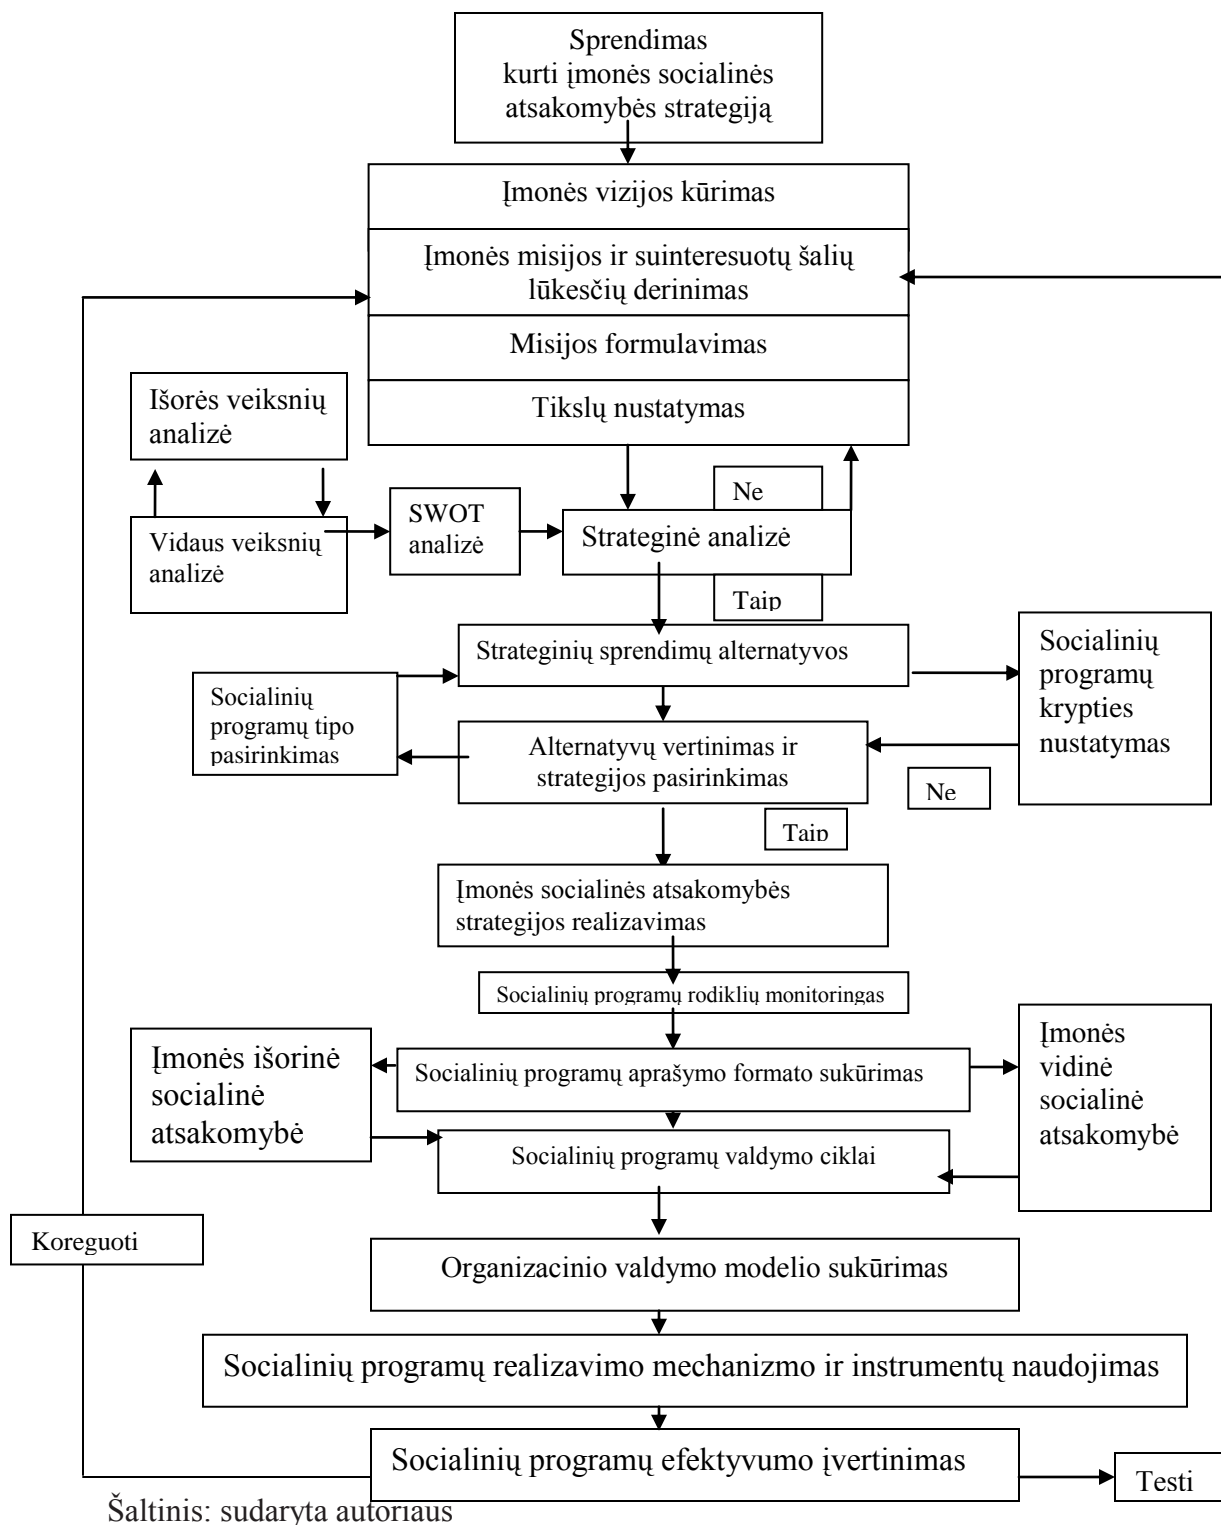 Sprendimas
kurti įmonės socialinės
atsakomybės strategiją
Įmonės vizijos kūrimas
Įmonės misijos ir suinteresuotų šalių
lūkesčių derinimas
Misijos formulavimas
Tikslų nustatymas
Išorės veiksnių
analizė
Vidaus veiksnių
analizė
SWOT
analizė
Ne
Strateginė analizė
Taip
Strateginių sprendimų alternatyvos
Socialinių
programų
krypties
nustatymas
Socialinių
programų tipo
pasirinkimas
Alternatyvų vertinimas ir
strategijos pasirinkimas
Ne
Taip
Įmonės socialinės atsakomybės
strategijos realizavimas
Socialinių programų rodiklių monitoringas
Įmonės išorinė
socialinė
atsakomybė
Socialinių programų aprašymo formato sukūrimas
Įmonės
vidinė
socialinė
atsakomybė
Socialinių programų valdymo ciklai
Koreguoti
Organizacinio valdymo modelio sukūrimas
Socialinių programų realizavimo mechanizmo ir instrumentų naudojimas
Socialinių programų efektyvumo įvertinimas
Testi
Šaltinis: sudaryta autoriaus